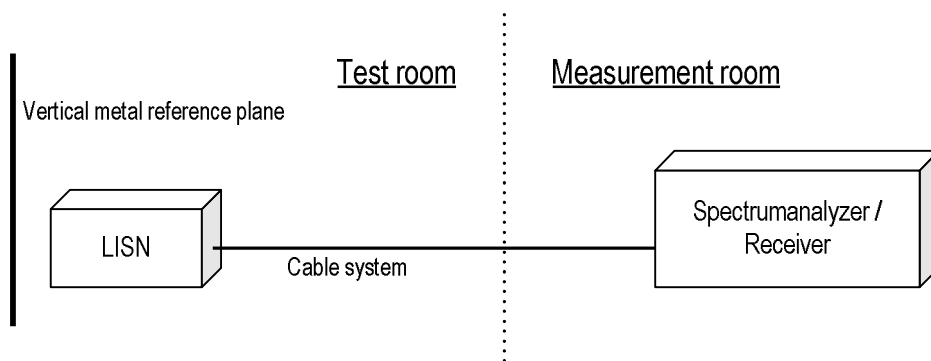 Test room
Measurement room
Vertical metal reference plane
LISN
Cable system
Spectrumanalyzer /
Receiver